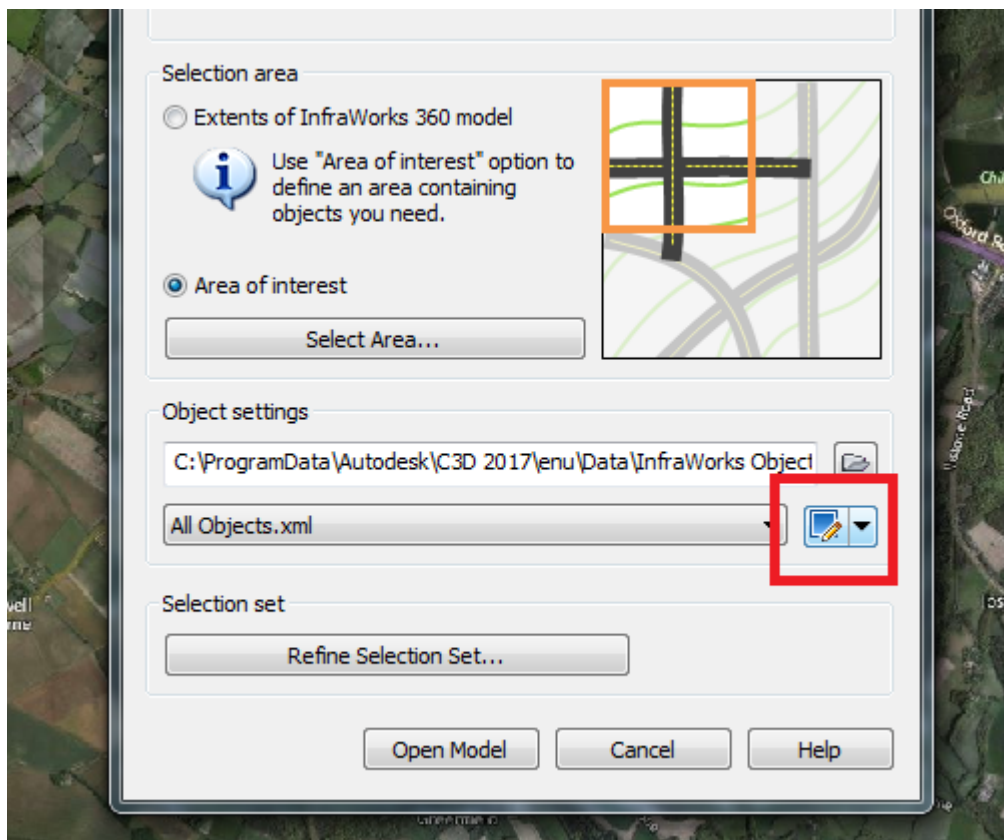 Selection area
Extents of InfraWorks 360 model
Use "Area of interest" option to
define an area containing
objects you need.
Area of interest
Select Area...
Object settings
C:\ProgramData\Autodesk\C3D 2017\enu\Data\InfraWorks Object
All Objects.xml
Selection set
Refine Selection Set...
Open Model
Cancel
Help
Chil
Oxford R